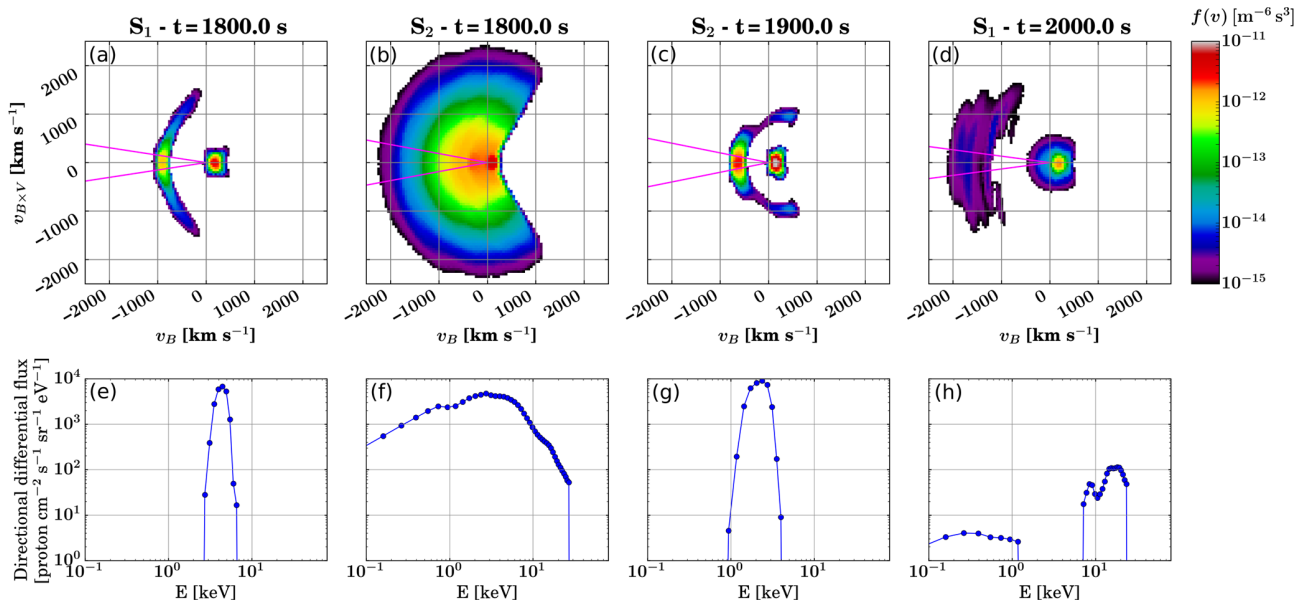 S₁ - t=1800.0 s
S₂ - t=1800.0 s
S₂ - t=1900.0 s
S₁ - t=2000.0 s
f(v) [m⁻⁶ s³]
(a)
(b)
(c)
(d)
2000
1000
0
−1000
−2000
v_{B×V} [km s⁻¹]
10⁻¹¹
10⁻¹²
10⁻¹³
10⁻¹⁴
10⁻¹⁵
−2000 −1000 0 1000 2000
−2000 −1000 0 1000 2000
−2000 −1000 0 1000 2000
−2000 −1000 0 1000 2000
v_B [km s⁻¹]
v_B [km s⁻¹]
v_B [km s⁻¹]
v_B [km s⁻¹]
(e)
(f)
(g)
(h)
Directional differential flux
[proton cm⁻² s⁻¹ sr⁻¹ eV⁻¹]
10⁴
10³
10²
10¹
10⁰
10⁻¹ 10⁰ 10¹
10⁻¹ 10⁰ 10¹
10⁻¹ 10⁰ 10¹
10⁻¹ 10⁰ 10¹
E [keV]
E [keV]
E [keV]
E [keV]